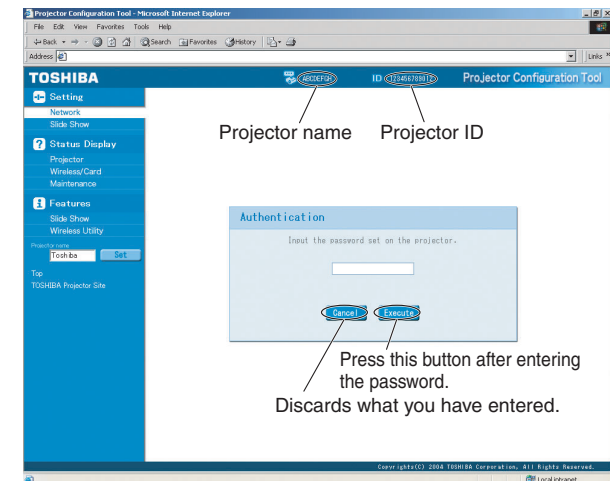 Projector Configuration Tool - Microsoft Internet Explorer
File Edit View Favorites Tools Help
Back Search Favorites History
Address Links »
TOSHIBA ABCDEFGH ID 123456789012 Projector Configuration Tool
Setting
Network
Slide Show
Projector name Projector ID
? Status Display
Projector
Wireless/Card
Maintenance
i Features
Slide Show
Wireless Utility
Projector name
Toshiba Set
Top
TOSHIBA Projector Site
Authentication
Input the password set on the projector.
Cancel Execute
Press this button after entering
the password.
Discards what you have entered.
Copyrights(C) 2004 TOSHIBA Corporation, All Rights Reserved.
Local intranet